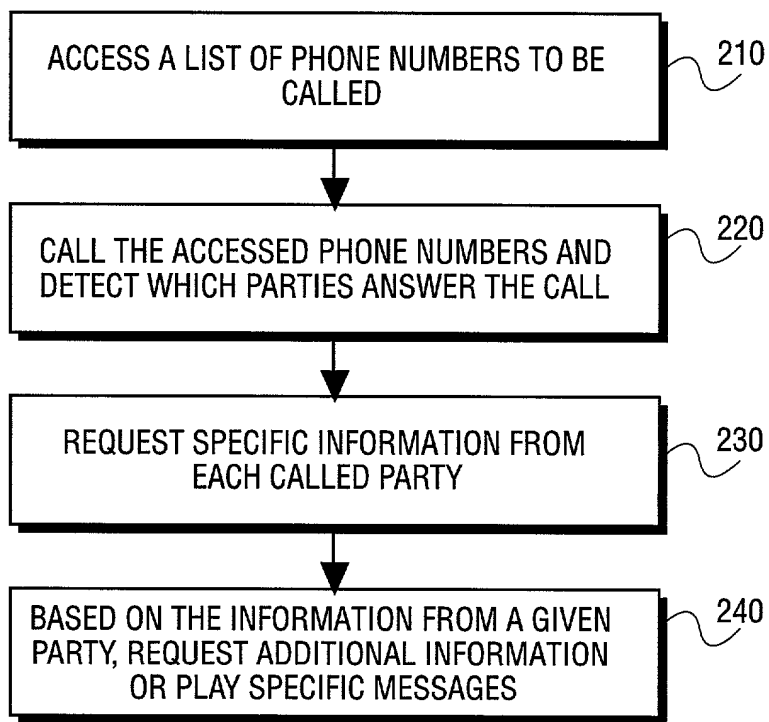 ACCESS A LIST OF PHONE NUMBERS TO BE
CALLED
210
CALL THE ACCESSED PHONE NUMBERS AND
DETECT WHICH PARTIES ANSWER THE CALL
220
REQUEST SPECIFIC INFORMATION FROM
EACH CALLED PARTY
230
BASED ON THE INFORMATION FROM A GIVEN
PARTY, REQUEST ADDITIONAL INFORMATION
OR PLAY SPECIFIC MESSAGES
240